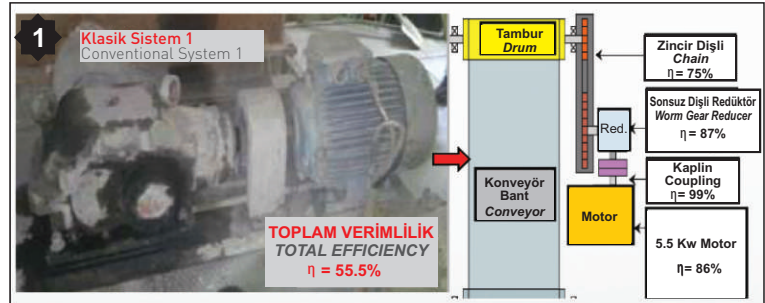 1
Klasik Sistem 1
Conventional System 1
TOPLAM VERİMLİLİK
TOTAL EFFICIENCY
η = 55.5%
Tambur
Drum
Konveyör
Bant
Conveyor
Red.
Motor
Zincir Dişli
Chain
η = 75%
Sonsuz Dişli Redüktör
Worm Gear Reducer
η = 87%
Kaplin
Coupling
η = 99%
5.5 Kw Motor
η= 86%